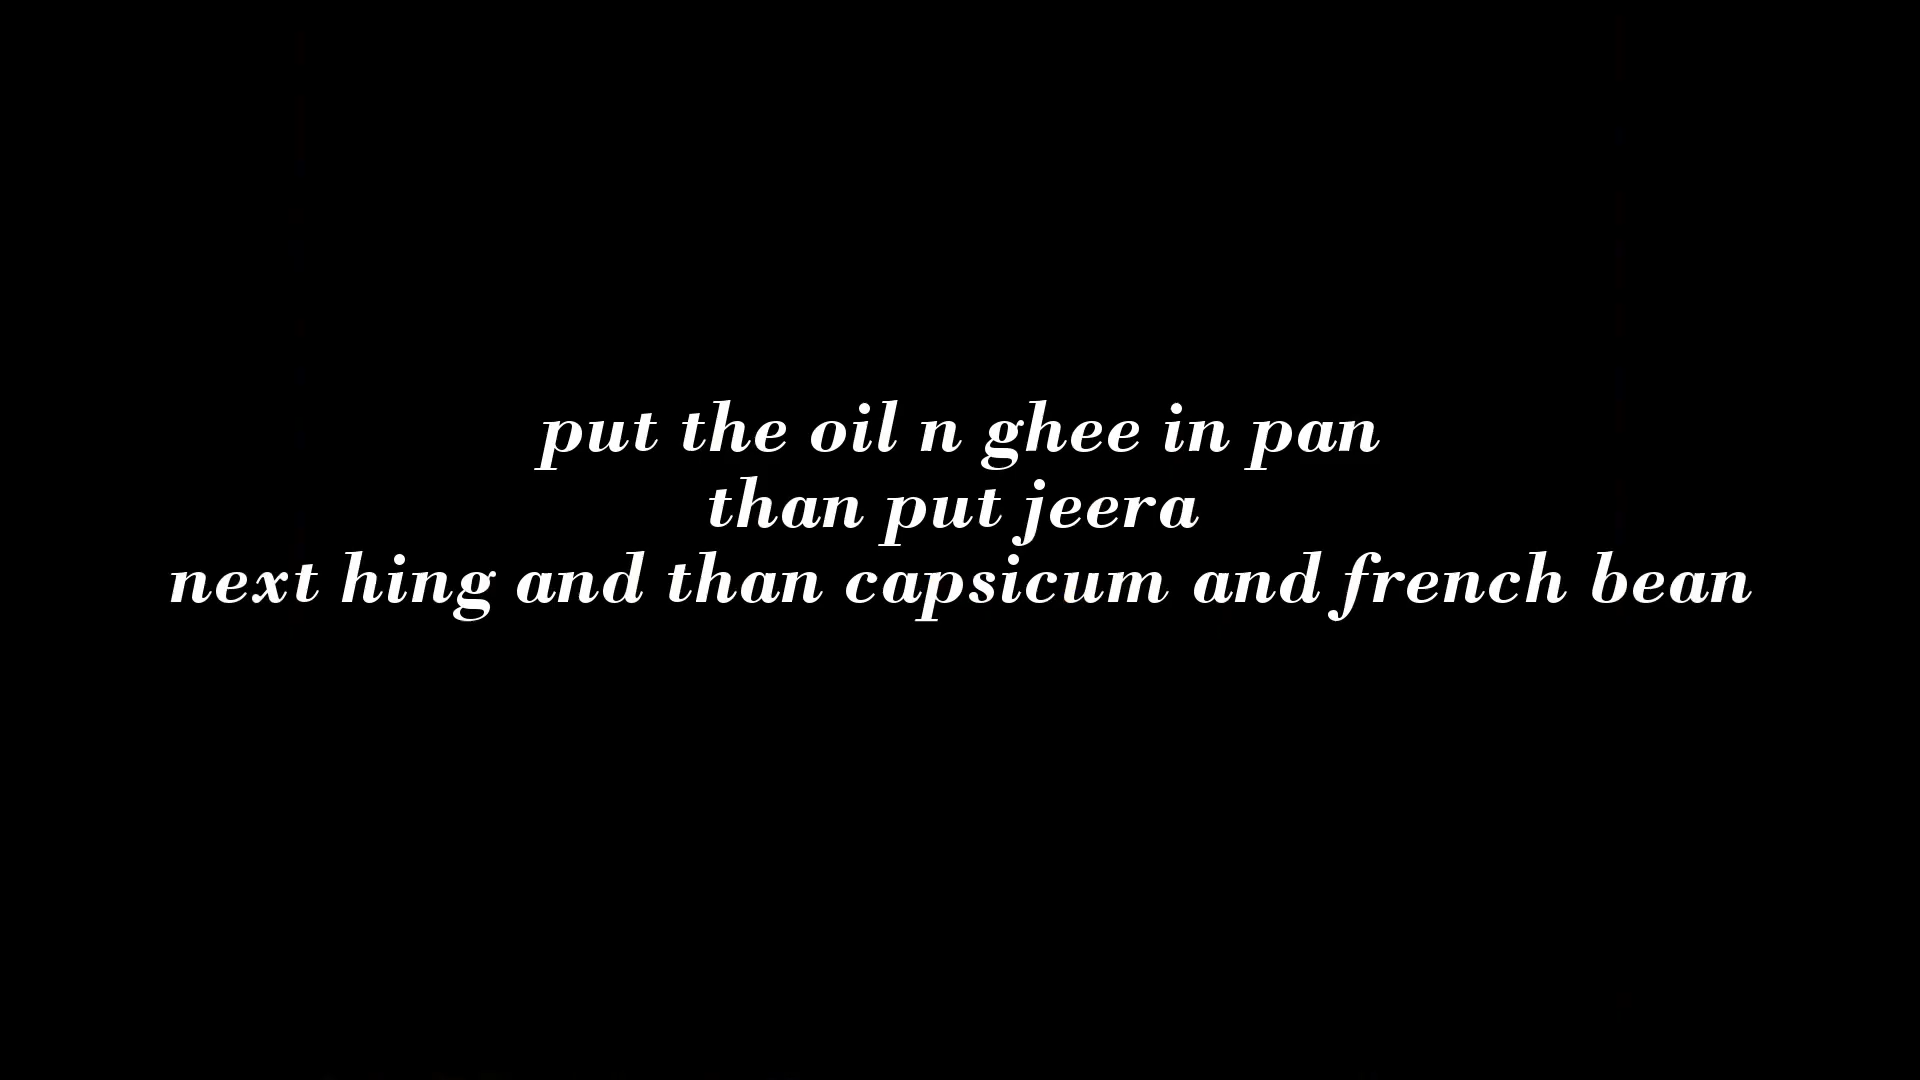 put the oil n ghee in pan
than put jeera
next hing and than capsicum and french bean